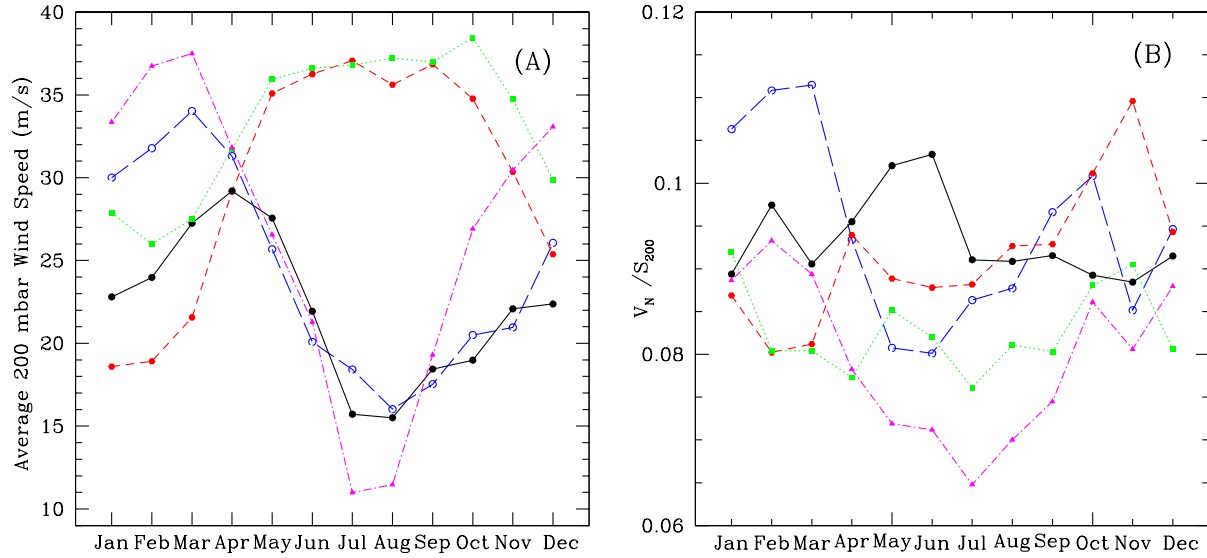 40
35
30
25
20
15
10
Average 200 mbar Wind Speed (m/s)
(A)
Jan Feb Mar Apr May Jun Jul Aug Sep Oct Nov Dec
0.12
0.1
0.08
0.06
V_N /S_200
(B)
Jan Feb Mar Apr May Jun Jul Aug Sep Oct Nov Dec